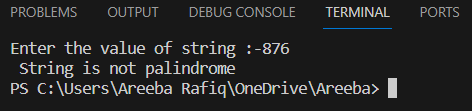 PROBLEMS OUTPUT DEBUG CONSOLE TERMINAL PORTS
Enter the value of string :-876
 String is not palindrome
PS C:\Users\Areeba Rafiq\OneDrive\Areeba>